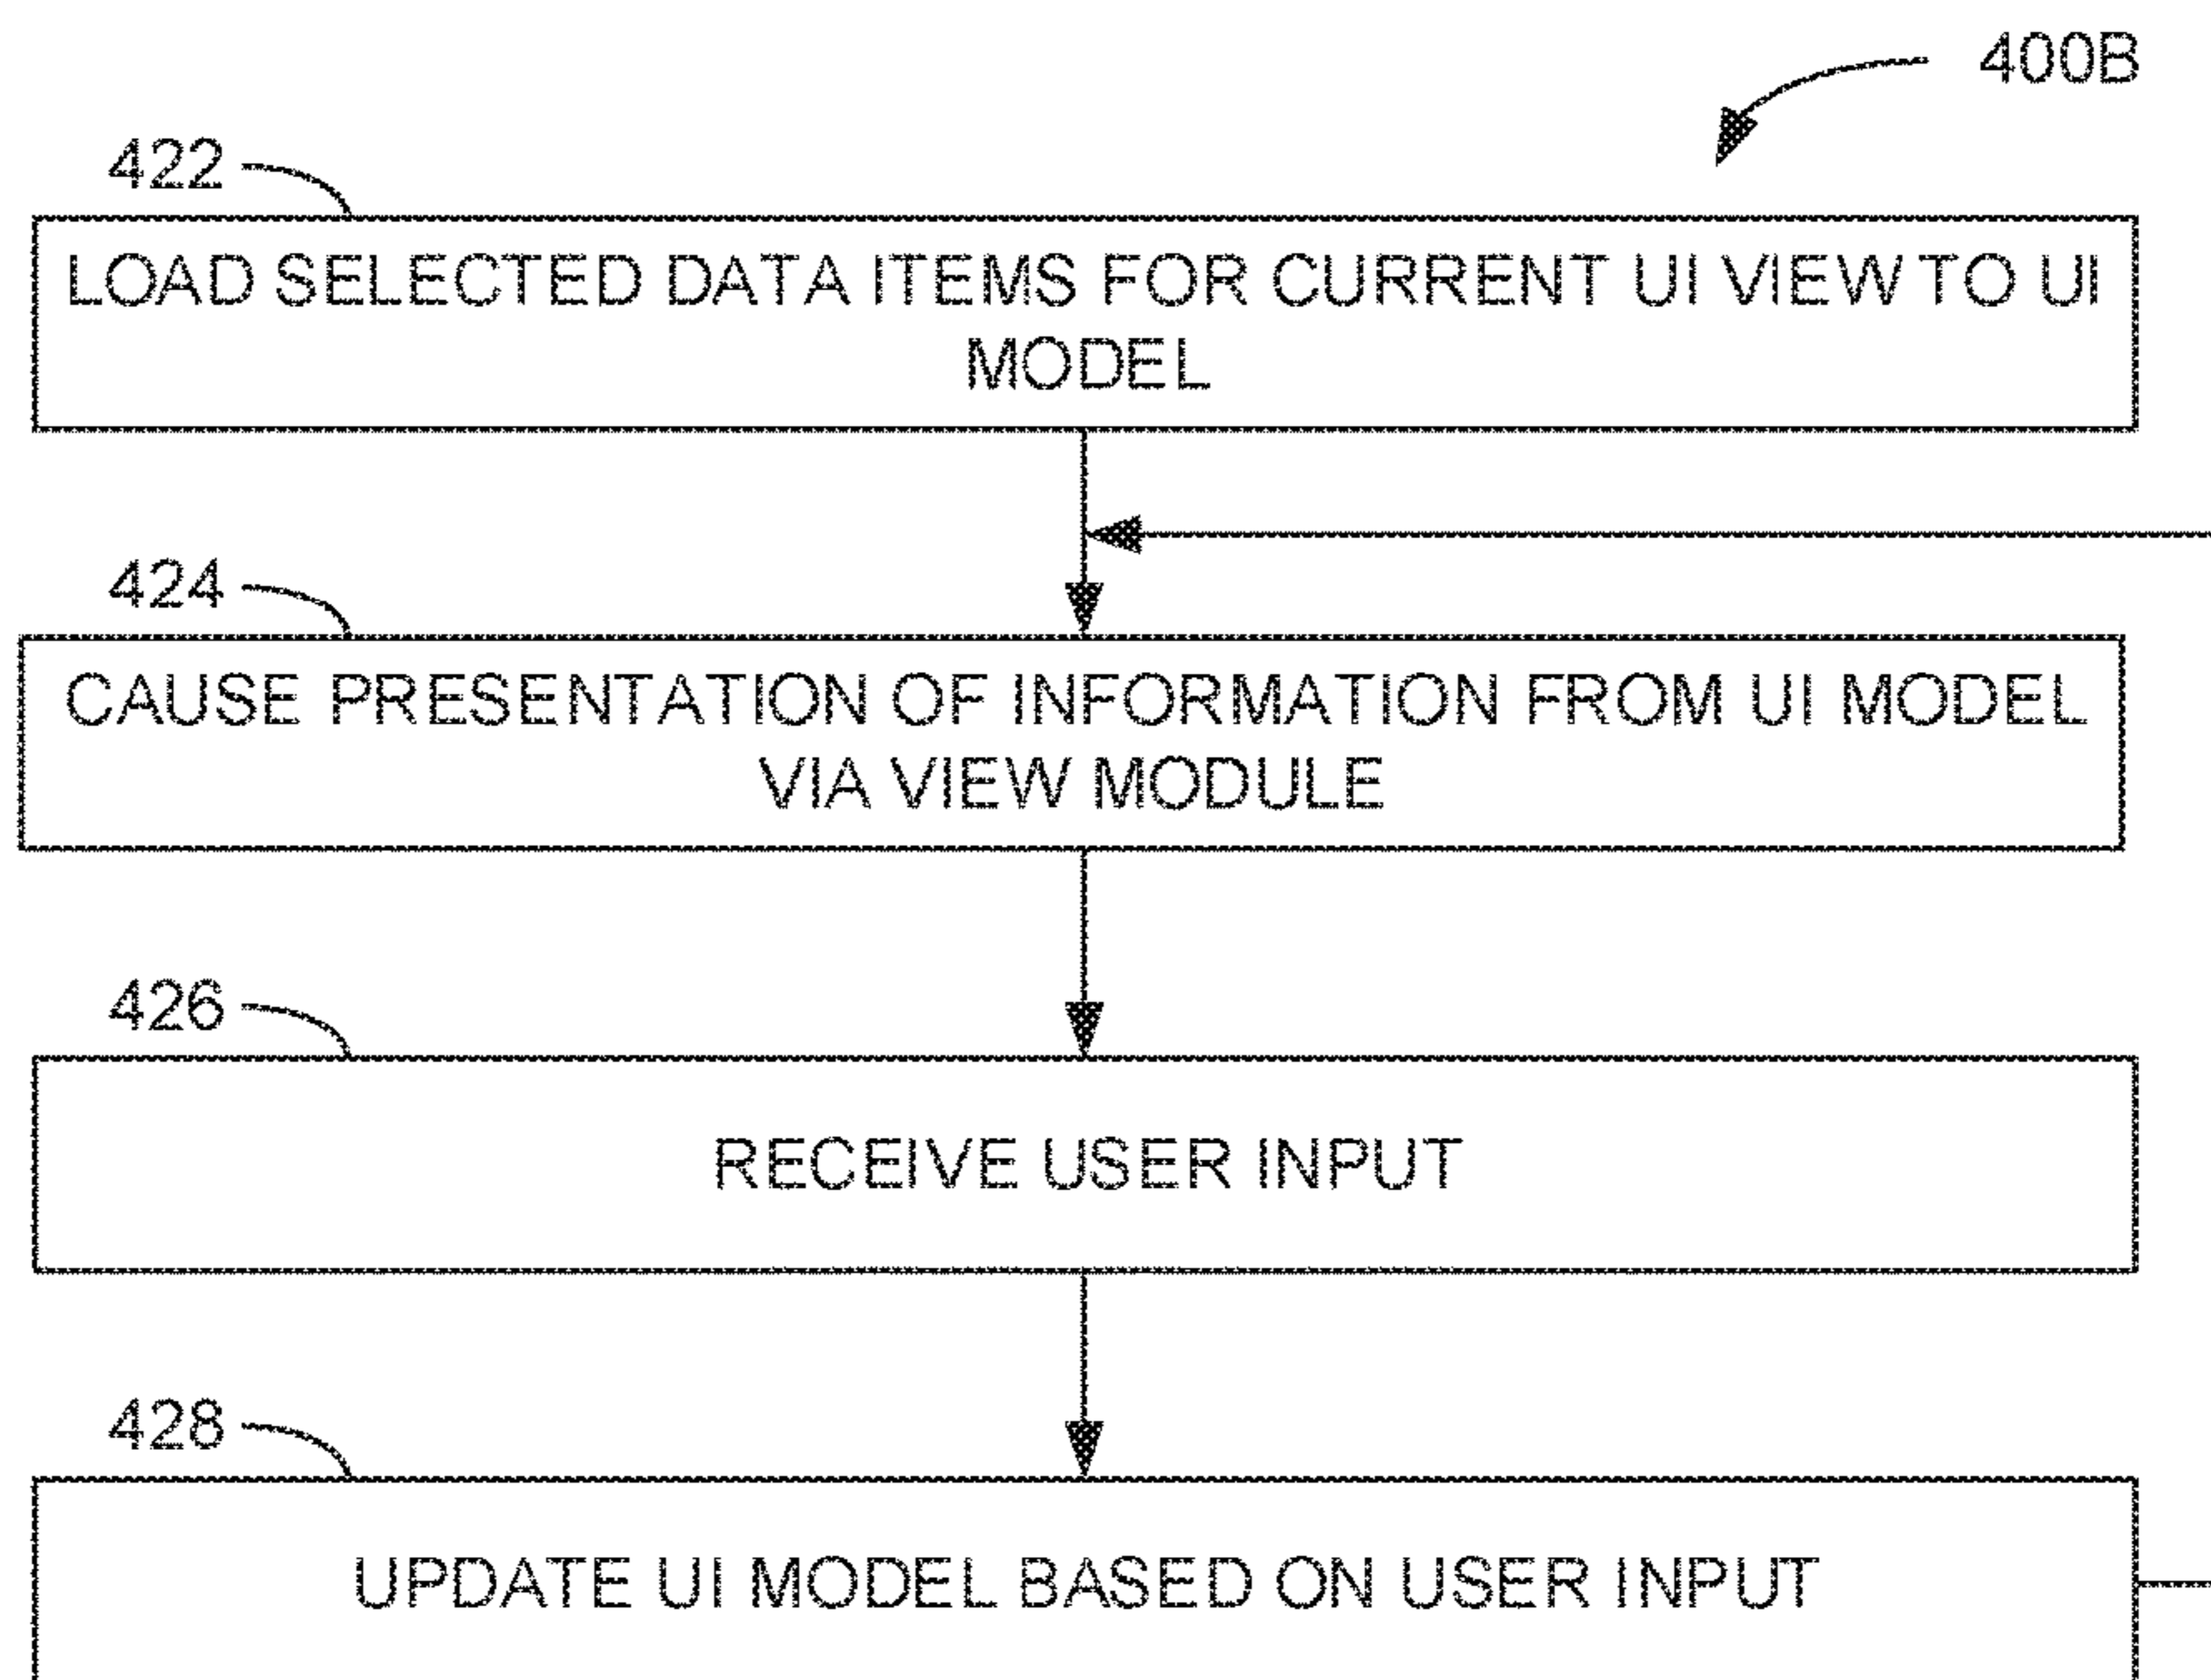 400B
422
LOAD SELECTED DATA ITEMS FOR CURRENT UI VIEW TO UI
MODEL
424
CAUSE PRESENTATION OF INFORMATION FROM UI MODEL
VIA VIEW MODULE
426
RECEIVE USER INPUT
428
UPDATE UI MODEL BASED ON USER INPUT